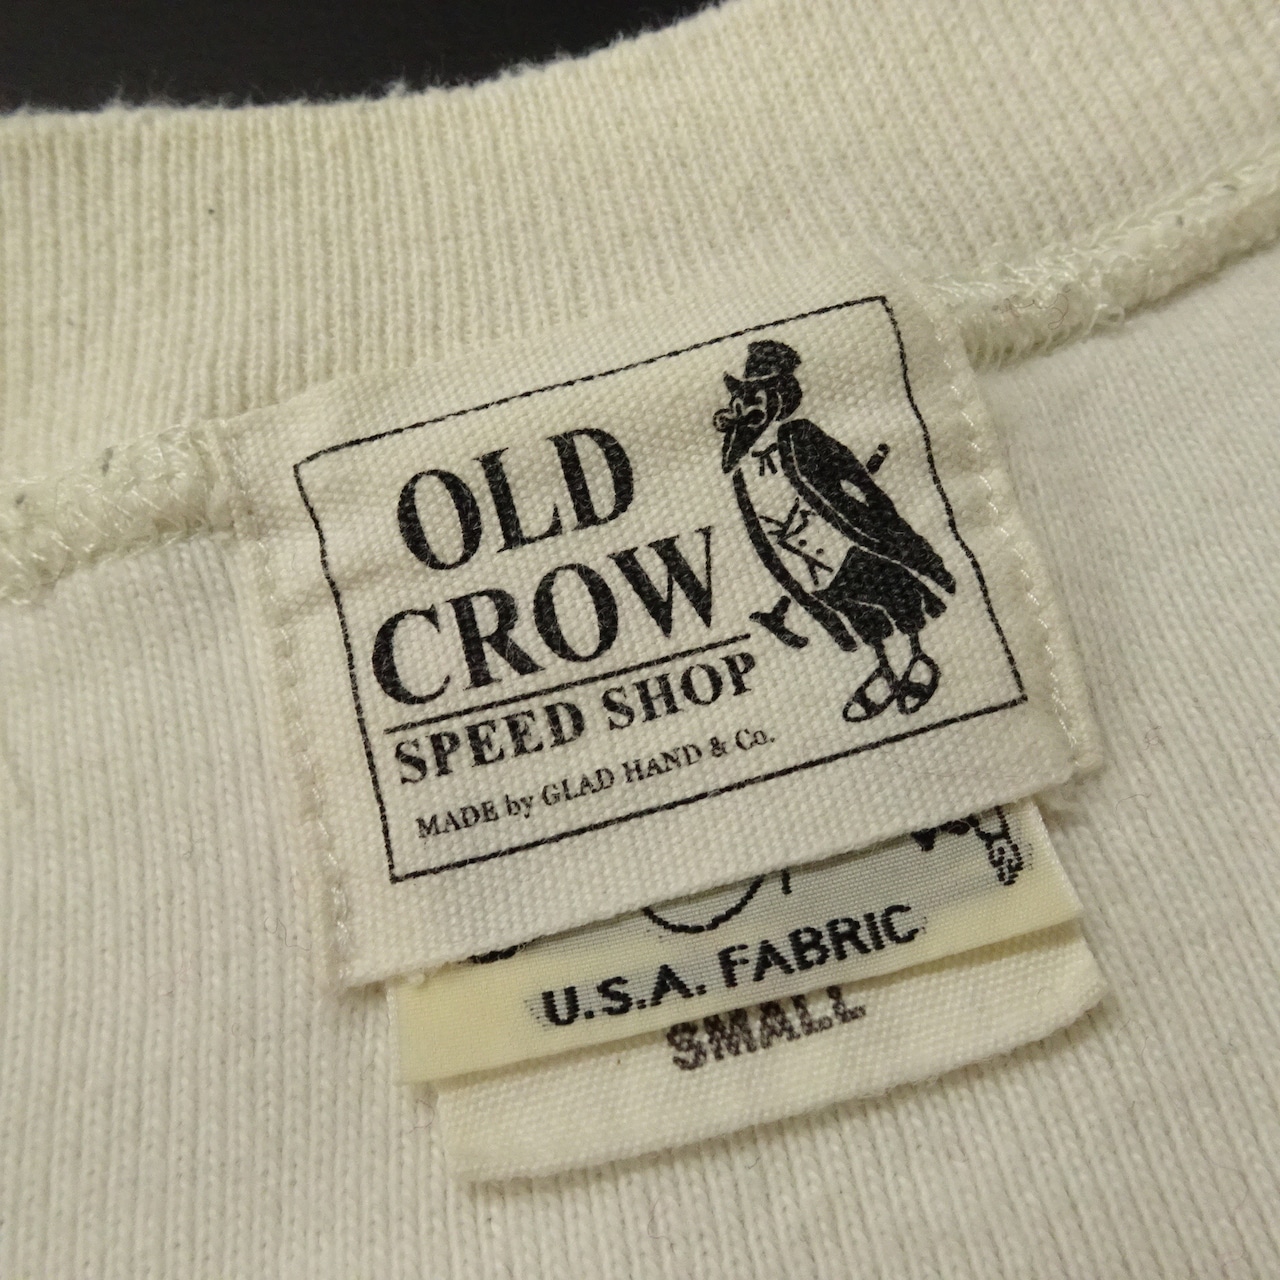 OLD
CROW
SPEED SHOP
MADE by GLAD HAND & Co.
U.S.A. FABRIC
SMALL